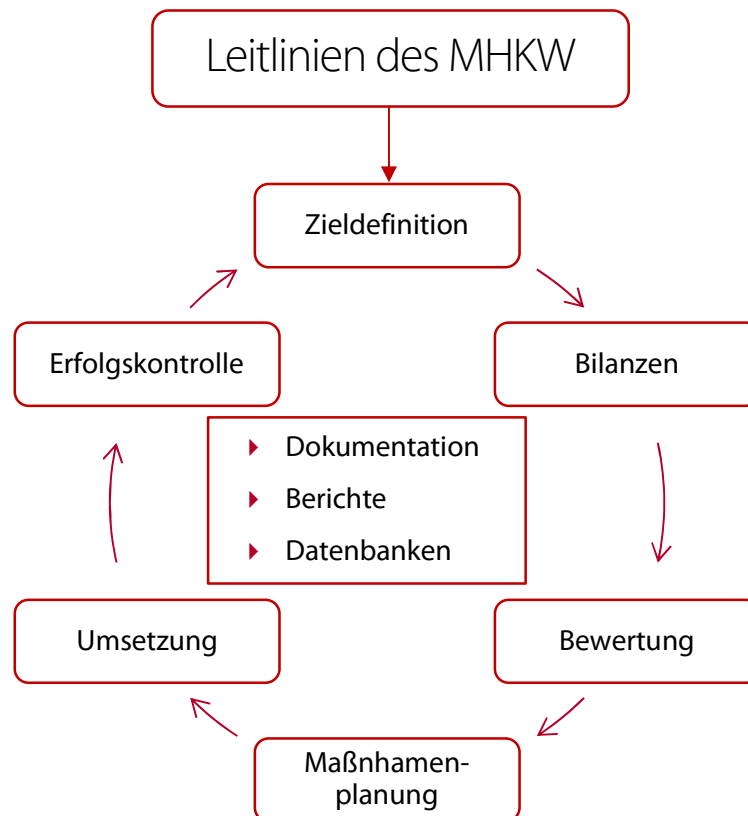 Leitlinien des MHKW
Zieldefinition
Erfolgskontrolle
Bilanzen
Dokumentation
Berichte
Datenbanken
Umsetzung
Bewertung
Maßnhamen-
planung